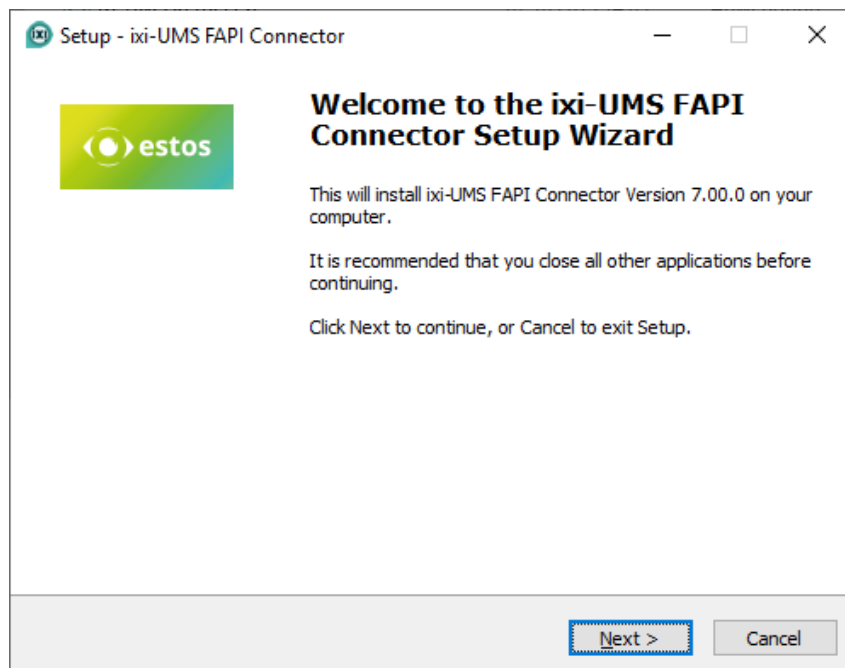 Setup - ixi-UMS FAPI Connector
estos
Welcome to the ixi-UMS FAPI
Connector Setup Wizard
This will install ixi-UMS FAPI Connector Version 7.00.0 on your
computer.
It is recommended that you close all other applications before
continuing.
Click Next to continue, or Cancel to exit Setup.
Next >
Cancel